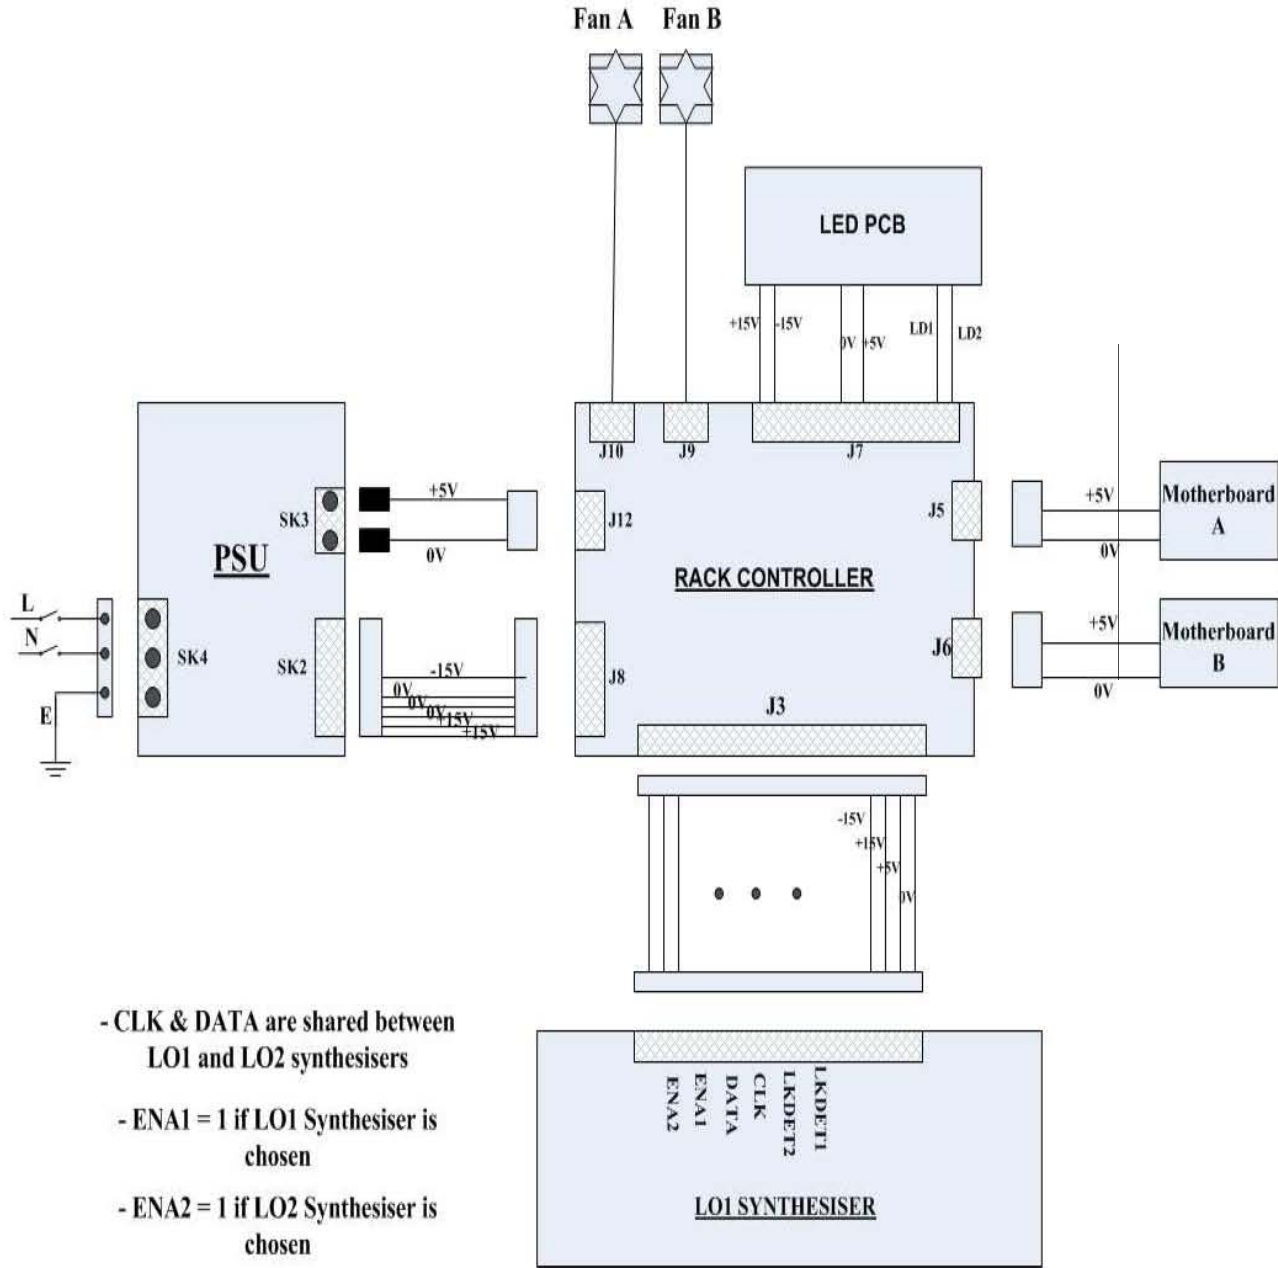 Fan A Fan B
LED PCB
+15V -15V 0V +5V LD1 LD2
J10 J9 J7
SK3 +5V J12 J5 +5V Motherboard
A
0V 0V
PSU
RACK CONTROLLER
L
N
E
SK4 SK2
-15V
0V
0V
0V
+15V
+15V
J8
J6
+5V
0V
Motherboard
B
J3
-15V
+15V
+5V
0V
- CLK & DATA are shared between
LO1 and LO2 synthesisers
- ENA1 = 1 if LO1 Synthesiser is
chosen
- ENA2 = 1 if LO2 Synthesiser is
chosen
ENA2
ENA1
DATA
CLK
LKDET2
LKDET1
LO1 SYNTHESISER